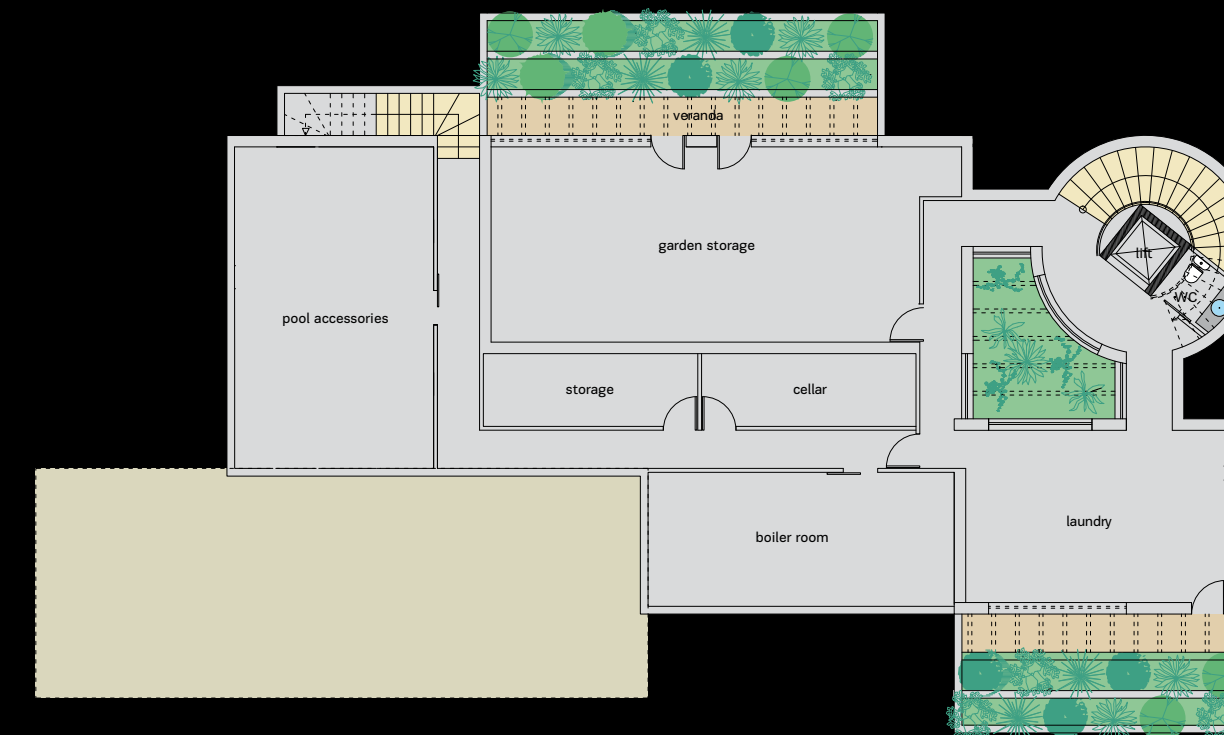 veranda
garden storage
lift
WC
pool accessories
storage
cellar
laundry
boiler room